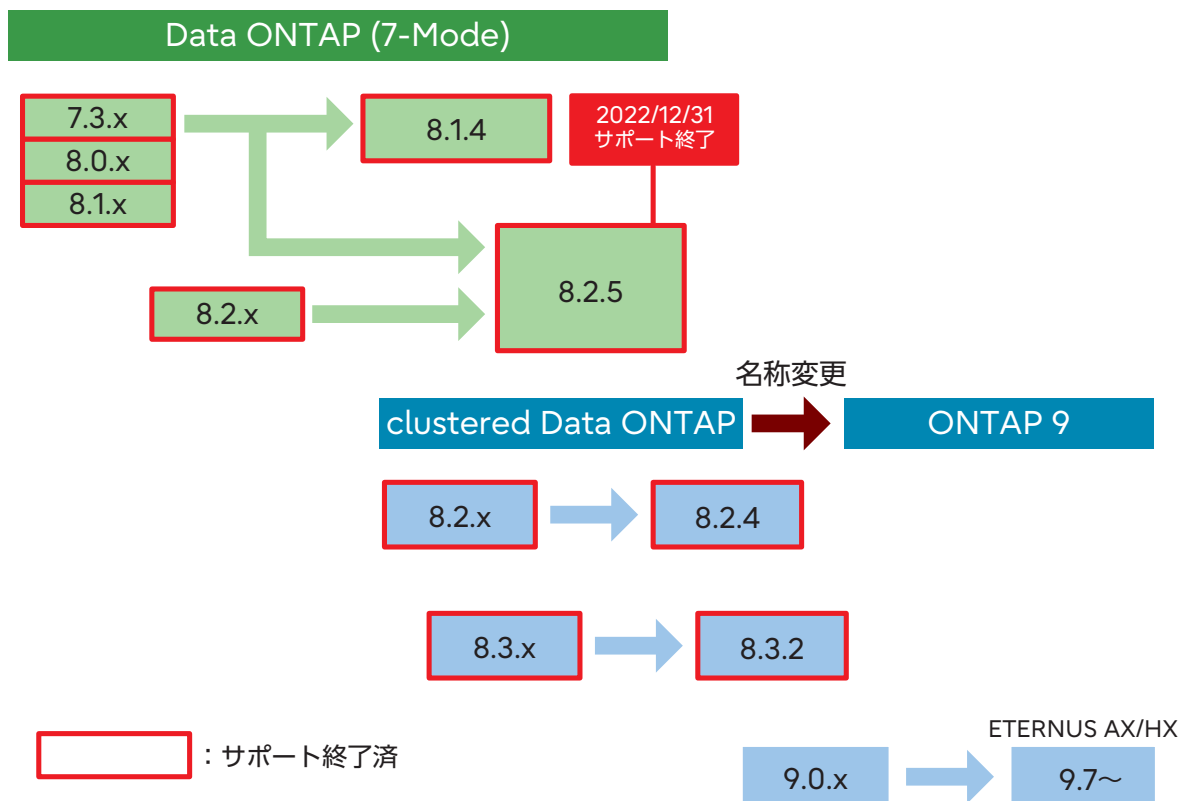 Data ONTAP (7-Mode)
7.3.x
8.0.x
8.1.x
8.1.4
2022/12/31
サポート終了
8.2.5
8.2.x
名称変更
clustered Data ONTAP
ONTAP 9
8.2.x
8.2.4
8.3.x
8.3.2
：サポート終了済
ETERNUS AX/HX
9.0.x
9.7～